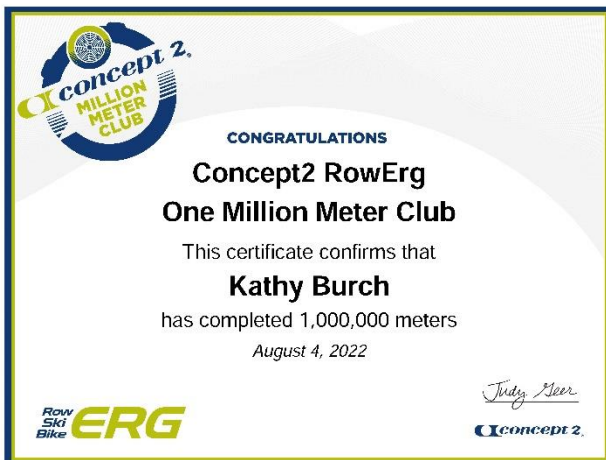 concept 2.
MILLION
METER
CLUB
CONGRATULATIONS
Concept2 RowErg
One Million Meter Club
This certificate confirms that
Kathy Burch
has completed 1,000,000 meters
August 4, 2022
Judy Geer
Row
Ski
Bike
ERG
concept 2.